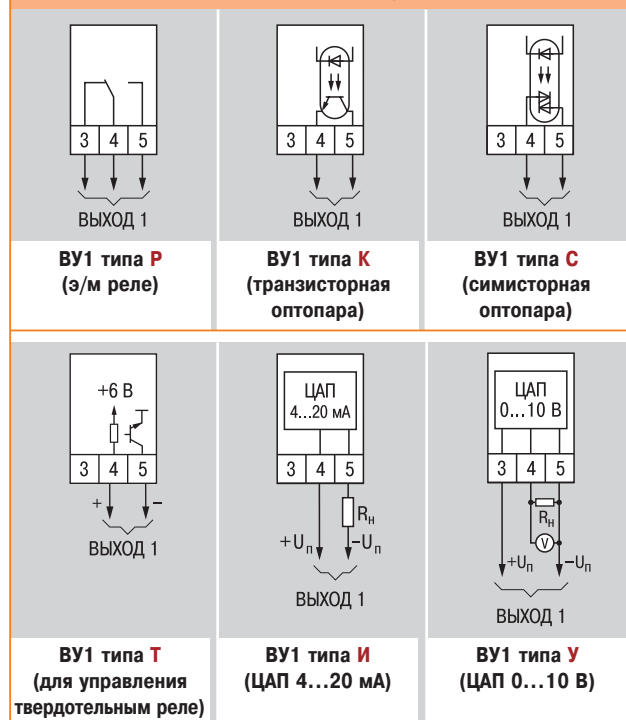 3 4 5
ВЫХОД 1
ВУ1 типа Р
(э/м реле)
3 4 5
ВЫХОД 1
ВУ1 типа К
(транзисторная
оптопара)
3 4 5
ВЫХОД 1
ВУ1 типа С
(симисторная
оптопара)
+6 В
3 4 5
+ –
ВЫХОД 1
ВУ1 типа Т
(для управления
твердотельным реле)
ЦАП
4...20 мА
3 4 5
Rн
+Uп –Uп
ВЫХОД 1
ВУ1 типа И
(ЦАП 4...20 мА)
ЦАП
0...10 В
3 4 5
Rн
V
+Uп –Uп
ВЫХОД 1
ВУ1 типа У
(ЦАП 0...10 В)